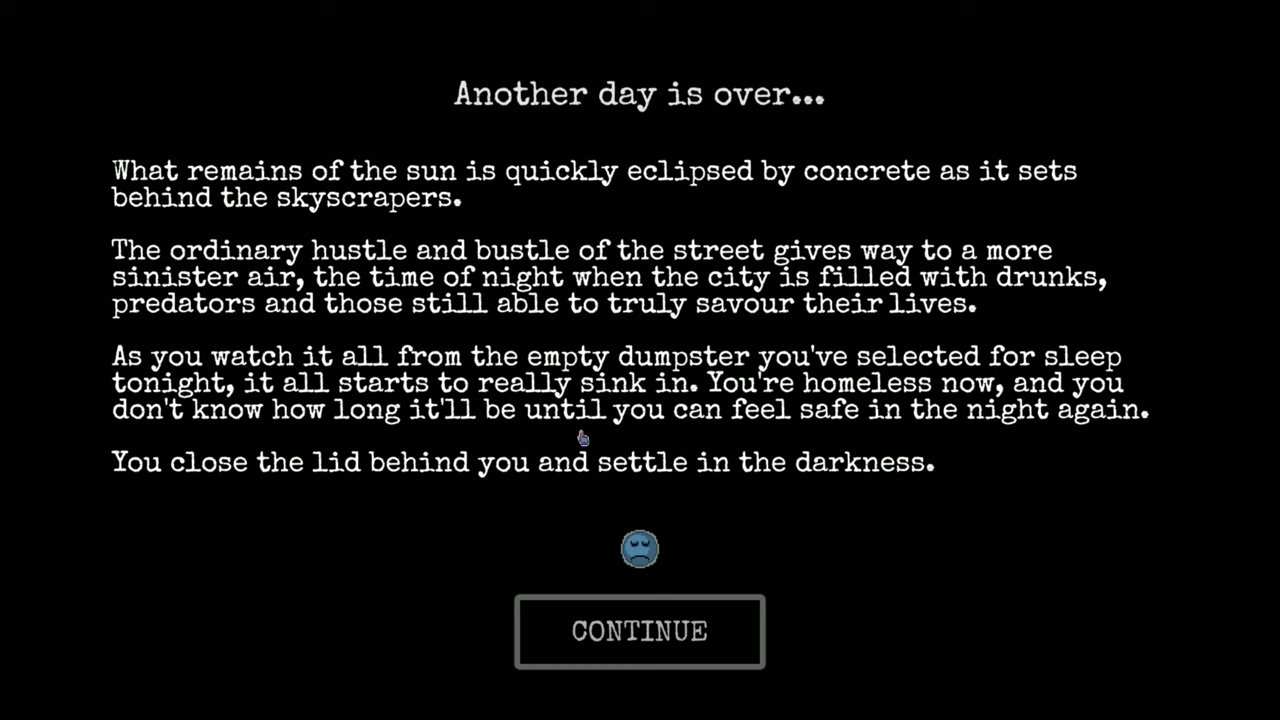 Another day is over...
What remains of the sun is quickly eclipsed by concrete as it sets
behind the skyscrapers.
The ordinary hustle and bustle of the street gives way to a more
sinister air, the time of night when the city is filled with drunks,
predators and those still able to truly savour their lives.
As you watch it all from the empty dumpster you've selected for sleep
tonight, it all starts to really sink in. You're homeless now, and you
don't know how long it'll be until you can feel safe in the night again.
You close the lid behind you and settle in the darkness.
CONTINUE